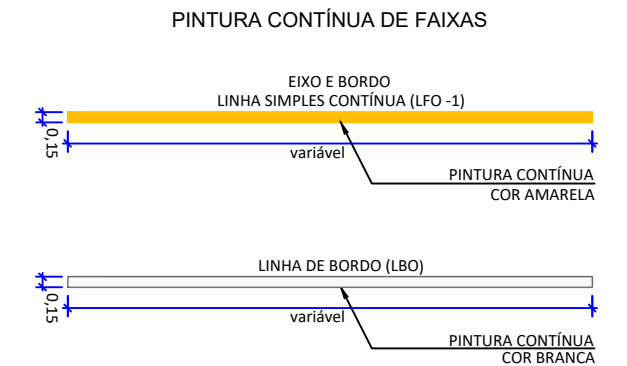 PINTURA CONTÍNUA DE FAIXAS
EIXO E BORDO
LINHA SIMPLES CONTÍNUA (LFO -1)
0,15
variável
PINTURA CONTÍNUA
COR AMARELA
LINHA DE BORDO (LBO)
0,15
variável
PINTURA CONTÍNUA
COR BRANCA